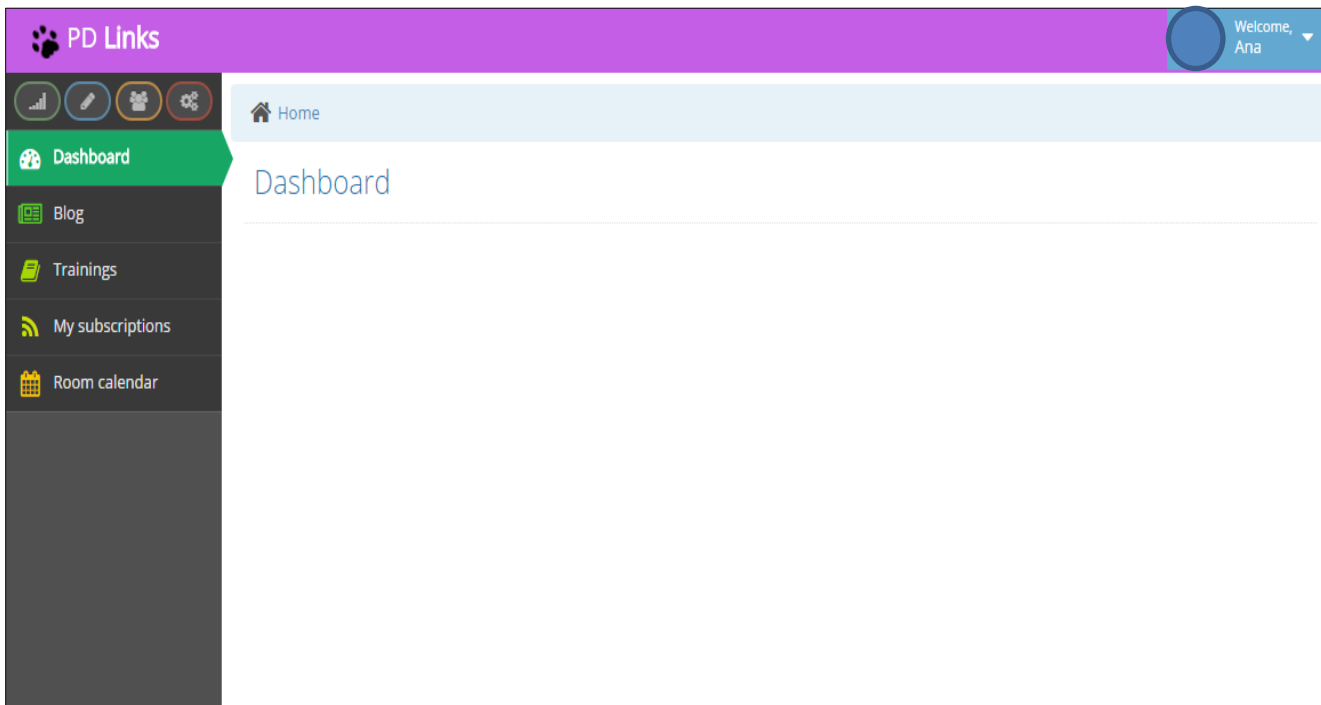 PD Links
Welcome,
Ana
Home
Dashboard
Dashboard
Blog
Trainings
My subscriptions
Room calendar